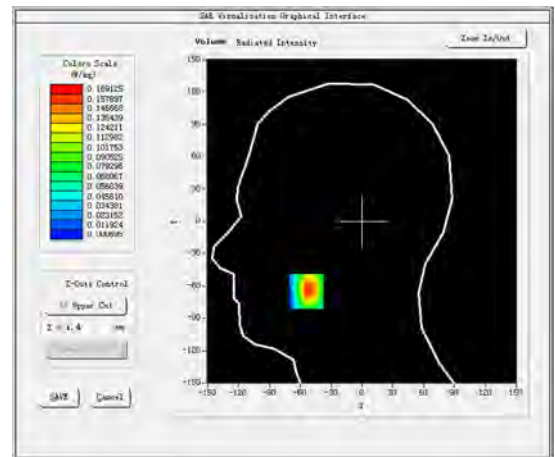 SAR Visualisation Graphical Interface
Volume Radiated Intensity
Zoom In/Out
Colors Scale
(W/kg)
0.169125
0.157897
0.146668
0.135439
0.124211
0.112982
0.101753
0.090525
0.079296
0.068067
0.056839
0.045610
0.034381
0.023152
0.011924
0.000695
Z-Cuts Control
Upper Cut
Z = 1.4 mm
SAVE
Cancel
150
120
90
60
30
0
-30
-60
-90
-120
-150
Y
-150 -120 -90 -60 -30 0 30 60 90 120 150
X